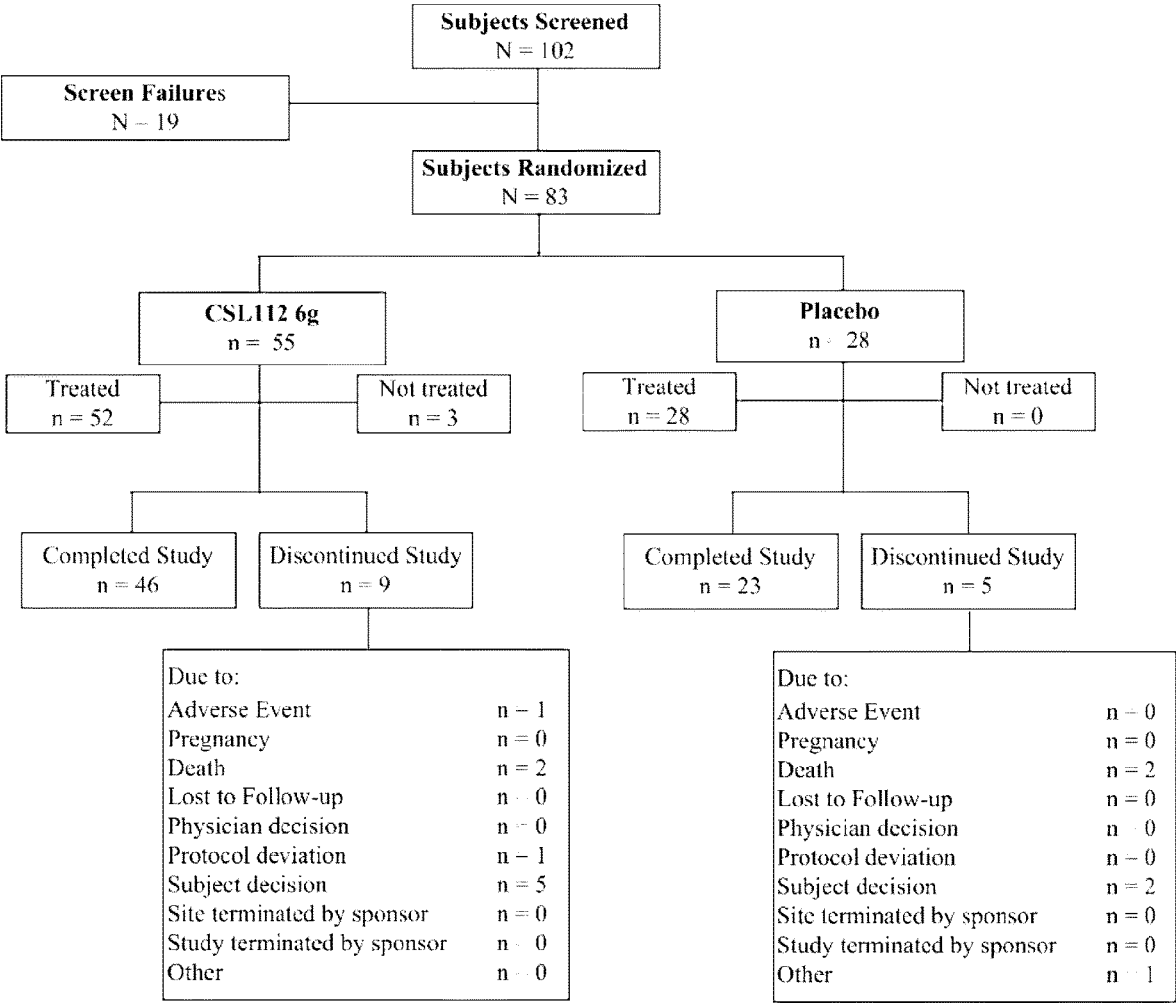 Subjects Screened
N = 102
Screen Failures
N – 19
Subjects Randomized
N = 83
CSL112 6g
n = 55
Placebo
n – 28
Treated
n = 52
Not treated
n = 3
Treated
n = 28
Not treated
n = 0
Completed Study
n = 46
Discontinued Study
n = 9
Completed Study
n = 23
Discontinued Study
n = 5
Due to:
Adverse Event n – 1
Pregnancy n = 0
Death n = 2
Lost to Follow-up n – 0
Physician decision n – 0
Protocol deviation n – 1
Subject decision n = 5
Site terminated by sponsor n = 0
Study terminated by sponsor n – 0
Other n – 0
Due to:
Adverse Event n – 0
Pregnancy n = 0
Death n = 2
Lost to Follow-up n = 0
Physician decision n – 0
Protocol deviation n – 0
Subject decision n = 2
Site terminated by sponsor n = 0
Study terminated by sponsor n = 0
Other n – 1